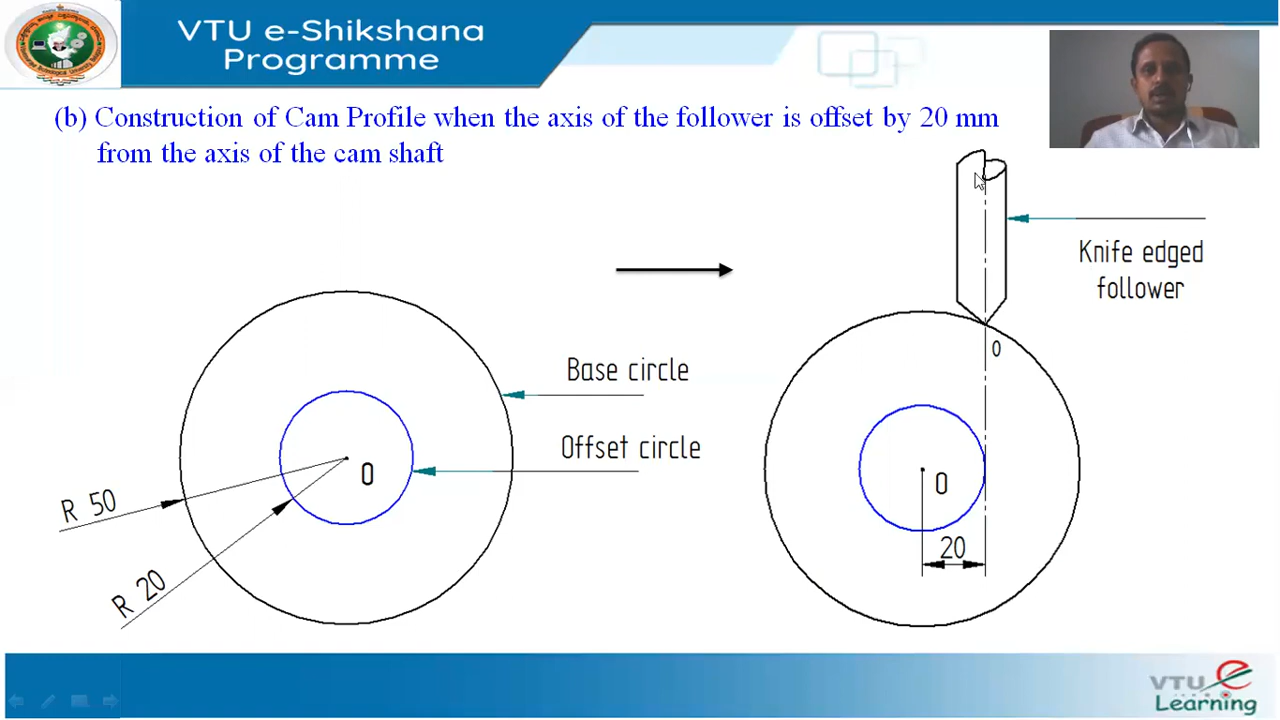 VTU e-Shikshana
Programme
(b) Construction of Cam Profile when the axis of the follower is offset by 20 mm
from the axis of the cam shaft
Knife edged
follower
0
Base circle
Offset circle
O
R 50
R 20
O
20
VTU
Learning